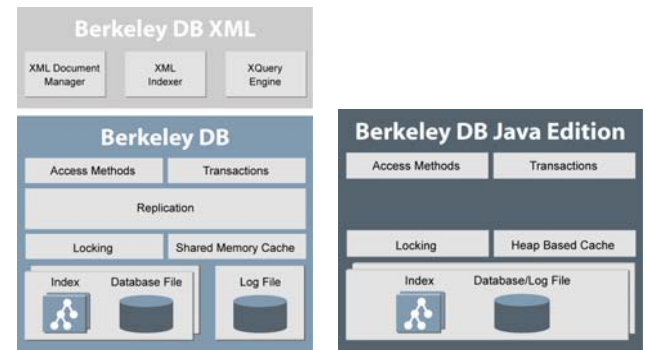 Berkeley DB XML
XML Document
Manager
XML
Indexer
XQuery
Engine
Berkeley DB
Access Methods
Transactions
Replication
Locking
Shared Memory Cache
Index
Database File
Log File
Berkeley DB Java Edition
Access Methods
Transactions
Locking
Heap Based Cache
Index
Database/Log File